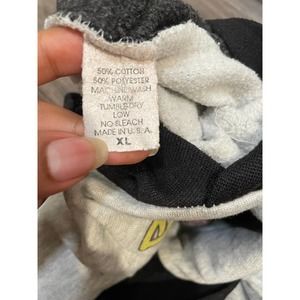 50% COTTON
50% POLYESTER
MACHINE WASH
WARM
TUMBLE DRY
LOW
NO BLEACH
MADE IN U.S.A.
XL